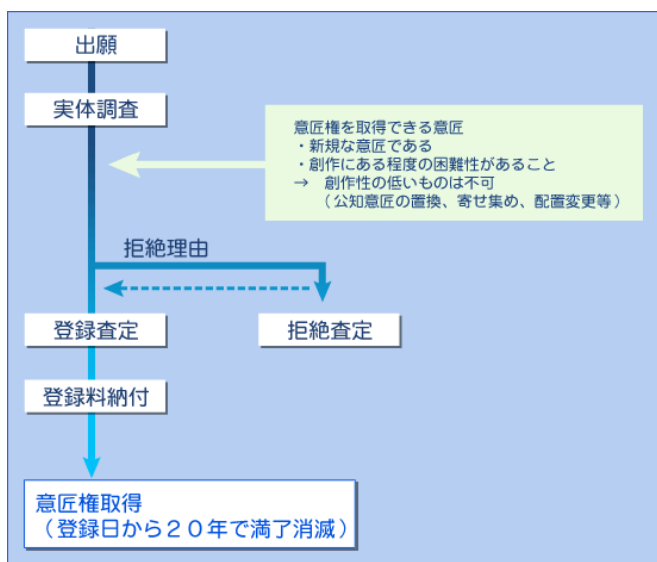 出願
実体調査
意匠権を取得できる意匠
・新規な意匠である
・創作にある程度の困難性があること
→　創作性の低いものは不可
（公知意匠の置換、寄せ集め、配置変更等）
拒絶理由
登録査定
拒絶査定
登録料納付
意匠権取得
（登録日から２０年で満了消滅）